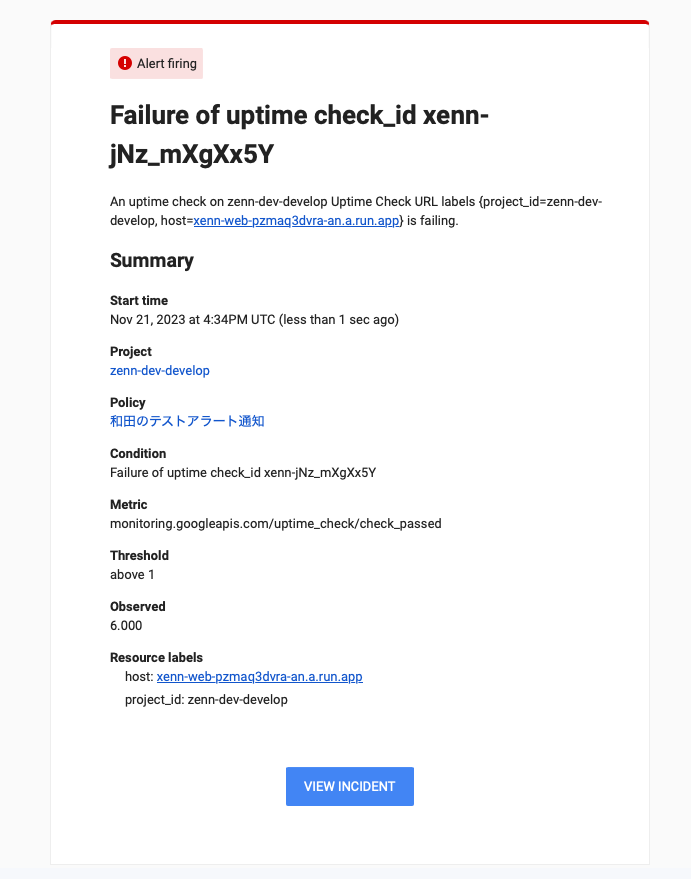 Alert firing
Failure of uptime check_id xenn-
jNz_mXgXx5Y
An uptime check on zenn-dev-develop Uptime Check URL labels {project_id=zenn-dev-
develop, host=xenn-web-pzmaq3dvra-an.a.run.app} is failing.
Summary
Start time
Nov 21, 2023 at 4:34PM UTC (less than 1 sec ago)
Project
zenn-dev-develop
Policy
和田のテストアラート通知
Condition
Failure of uptime check_id xenn-jNz_mXgXx5Y
Metric
monitoring.googleapis.com/uptime_check/check_passed
Threshold
above 1
Observed
6.000
Resource labels
host: xenn-web-pzmaq3dvra-an.a.run.app
project_id: zenn-dev-develop
VIEW INCIDENT